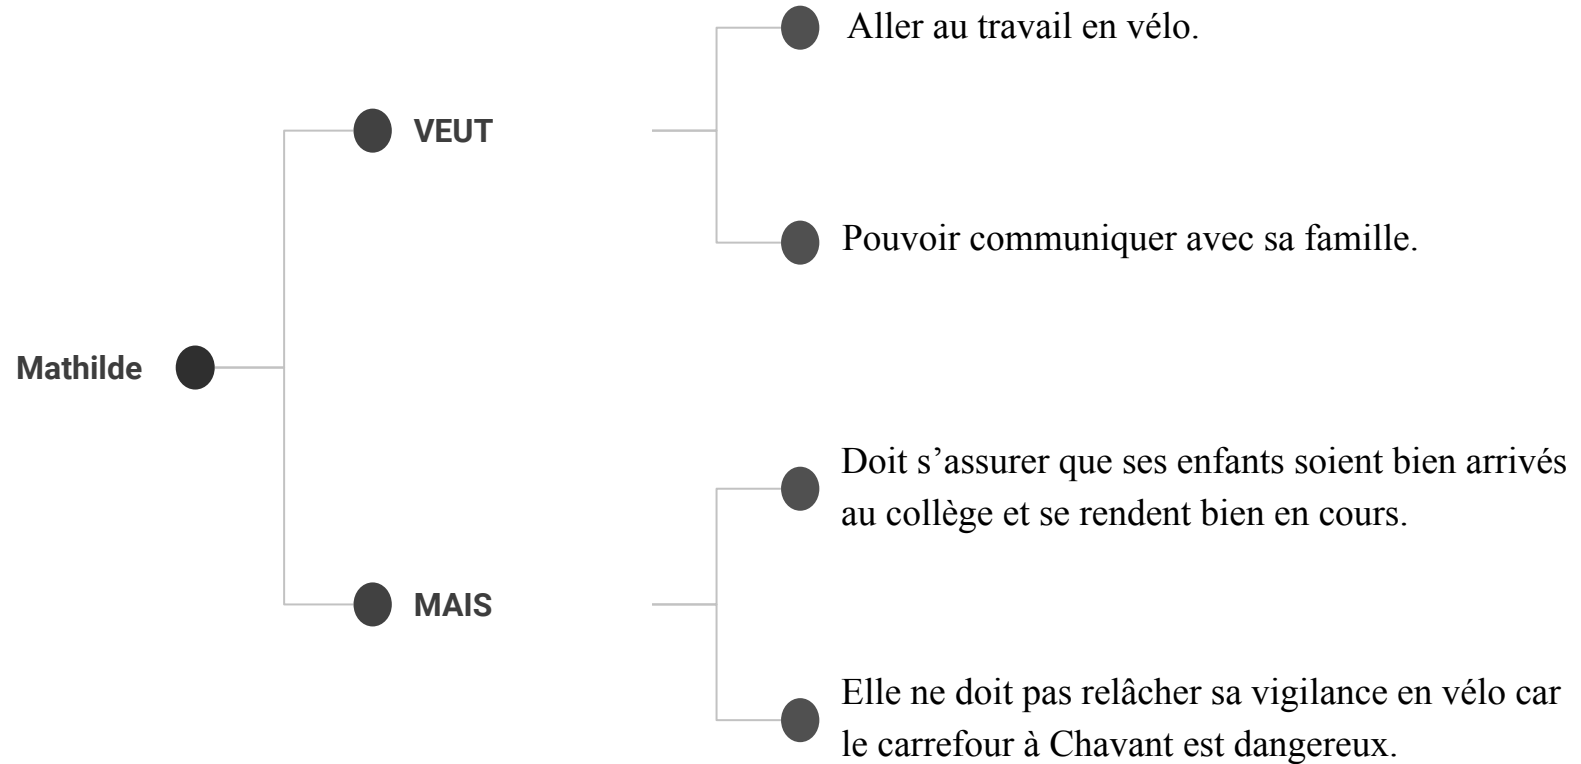 Mathilde
VEUT
Aller au travail en vélo.
Pouvoir communiquer avec sa famille.
MAIS
Doit s’assurer que ses enfants soient bien arrivés
au collège et se rendent bien en cours.
Elle ne doit pas relâcher sa vigilance en vélo car
le carrefour à Chavant est dangereux.